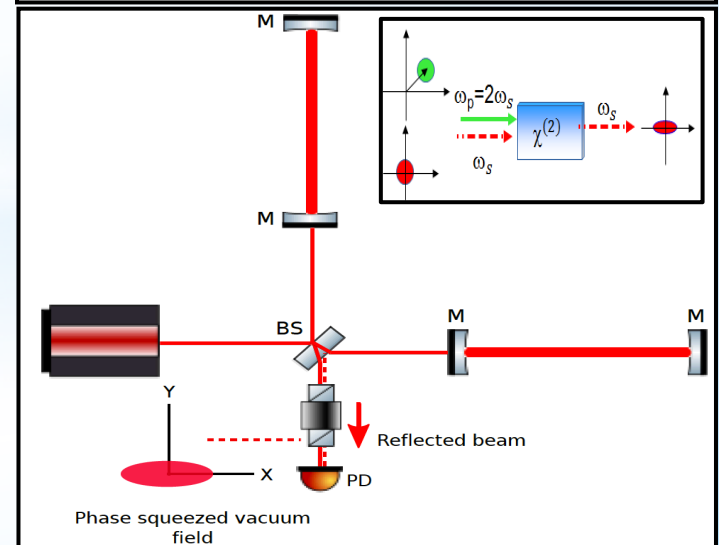 M
ωp=2ωs
ωs
χ(2)
ωs
M
M
M
BS
Y
Reflected beam
X
PD
Phase squeezed vacuum
field